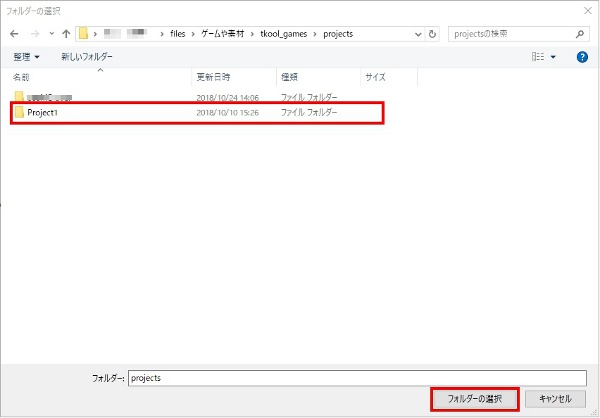 フォルダーの選択
files > ゲームや素材 > tkool_games > projects
projectsの検索
整理 新しいフォルダー
名前 更新日時 種類 サイズ
2018/10/24 14:06 ファイル フォルダー
Project1 2018/10/10 15:26 ファイル フォルダー
フォルダー: projects
フォルダーの選択 キャンセル